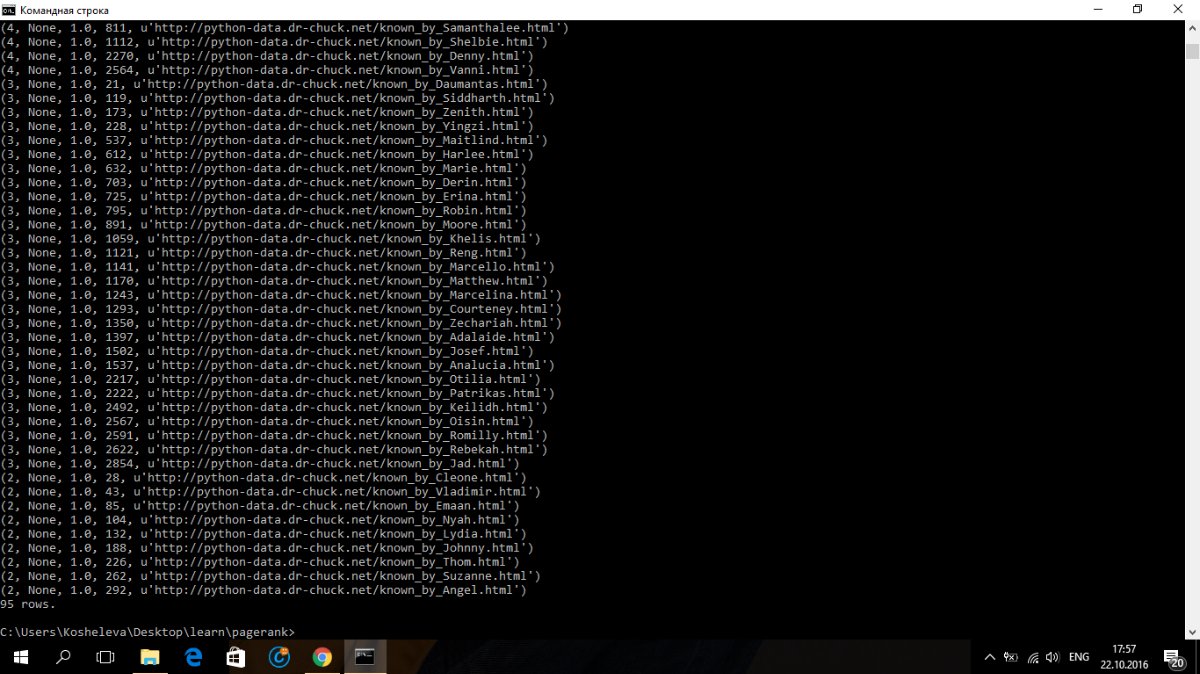 Командная строка
(4, None, 1.0, 811, u'http://python-data.dr-chuck.net/known_by_Samanthalee.html')
(4, None, 1.0, 1112, u'http://python-data.dr-chuck.net/known_by_Shelbie.html')
(4, None, 1.0, 2270, u'http://python-data.dr-chuck.net/known_by_Denny.html')
(4, None, 1.0, 2564, u'http://python-data.dr-chuck.net/known_by_Vanni.html')
(3, None, 1.0, 21, u'http://python-data.dr-chuck.net/known_by_Daumantas.html')
(3, None, 1.0, 119, u'http://python-data.dr-chuck.net/known_by_Siddharth.html')
(3, None, 1.0, 173, u'http://python-data.dr-chuck.net/known_by_Zenith.html')
(3, None, 1.0, 228, u'http://python-data.dr-chuck.net/known_by_Yingzi.html')
(3, None, 1.0, 537, u'http://python-data.dr-chuck.net/known_by_Maitlind.html')
(3, None, 1.0, 612, u'http://python-data.dr-chuck.net/known_by_Harlee.html')
(3, None, 1.0, 632, u'http://python-data.dr-chuck.net/known_by_Marie.html')
(3, None, 1.0, 703, u'http://python-data.dr-chuck.net/known_by_Derin.html')
(3, None, 1.0, 725, u'http://python-data.dr-chuck.net/known_by_Erina.html')
(3, None, 1.0, 795, u'http://python-data.dr-chuck.net/known_by_Robin.html')
(3, None, 1.0, 891, u'http://python-data.dr-chuck.net/known_by_Moore.html')
(3, None, 1.0, 1059, u'http://python-data.dr-chuck.net/known_by_Khelis.html')
(3, None, 1.0, 1121, u'http://python-data.dr-chuck.net/known_by_Reng.html')
(3, None, 1.0, 1141, u'http://python-data.dr-chuck.net/known_by_Marcello.html')
(3, None, 1.0, 1170, u'http://python-data.dr-chuck.net/known_by_Matthew.html')
(3, None, 1.0, 1243, u'http://python-data.dr-chuck.net/known_by_Marcelina.html')
(3, None, 1.0, 1293, u'http://python-data.dr-chuck.net/known_by_Courteney.html')
(3, None, 1.0, 1350, u'http://python-data.dr-chuck.net/known_by_Zechariah.html')
(3, None, 1.0, 1397, u'http://python-data.dr-chuck.net/known_by_Adalaide.html')
(3, None, 1.0, 1502, u'http://python-data.dr-chuck.net/known_by_Josef.html')
(3, None, 1.0, 1537, u'http://python-data.dr-chuck.net/known_by_Analucia.html')
(3, None, 1.0, 2217, u'http://python-data.dr-chuck.net/known_by_Otilia.html')
(3, None, 1.0, 2222, u'http://python-data.dr-chuck.net/known_by_Patrikas.html')
(3, None, 1.0, 2492, u'http://python-data.dr-chuck.net/known_by_Keilidh.html')
(3, None, 1.0, 2567, u'http://python-data.dr-chuck.net/known_by_Oisin.html')
(3, None, 1.0, 2591, u'http://python-data.dr-chuck.net/known_by_Romilly.html')
(3, None, 1.0, 2622, u'http://python-data.dr-chuck.net/known_by_Rebekah.html')
(3, None, 1.0, 2854, u'http://python-data.dr-chuck.net/known_by_Jad.html')
(2, None, 1.0, 28, u'http://python-data.dr-chuck.net/known_by_Cleone.html')
(2, None, 1.0, 43, u'http://python-data.dr-chuck.net/known_by_Vladimir.html')
(2, None, 1.0, 85, u'http://python-data.dr-chuck.net/known_by_Emaan.html')
(2, None, 1.0, 104, u'http://python-data.dr-chuck.net/known_by_Nyah.html')
(2, None, 1.0, 132, u'http://python-data.dr-chuck.net/known_by_Lydia.html')
(2, None, 1.0, 188, u'http://python-data.dr-chuck.net/known_by_Johnny.html')
(2, None, 1.0, 226, u'http://python-data.dr-chuck.net/known_by_Thom.html')
(2, None, 1.0, 262, u'http://python-data.dr-chuck.net/known_by_Suzanne.html')
(2, None, 1.0, 292, u'http://python-data.dr-chuck.net/known_by_Angel.html')
95 rows.
C:\Users\Kosheleva\Desktop\learn\pagerank>
ENG
17:57
22.10.2016
20